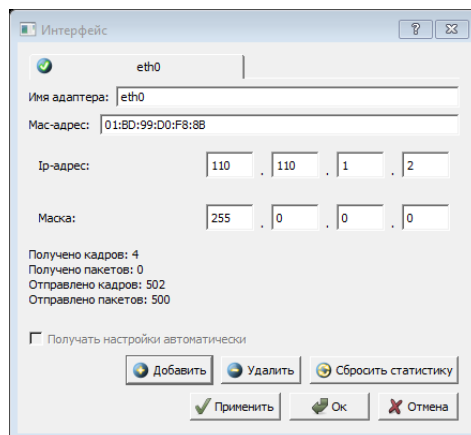 Интерфейс
eth0
Имя адаптера: eth0
Мас-адрес: 01:BD:99:D0:F8:8B
Ip-адрес: 110 . 110 . 1 . 2
Маска: 255 . 0 . 0 . 0
Получено кадров: 4
Получено пакетов: 0
Отправлено кадров: 502
Отправлено пакетов: 500
Получать настройки автоматически
Добавить Удалить Сбросить статистику
Применить Ок Отмена